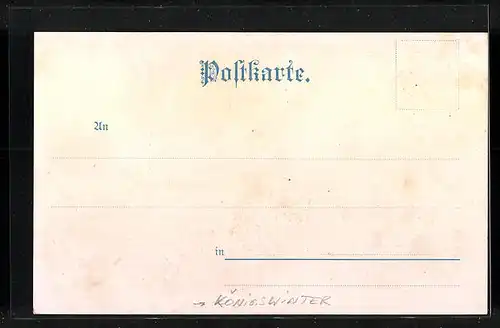 Postkarte.
An
in
→ KÖNIGSWINTER